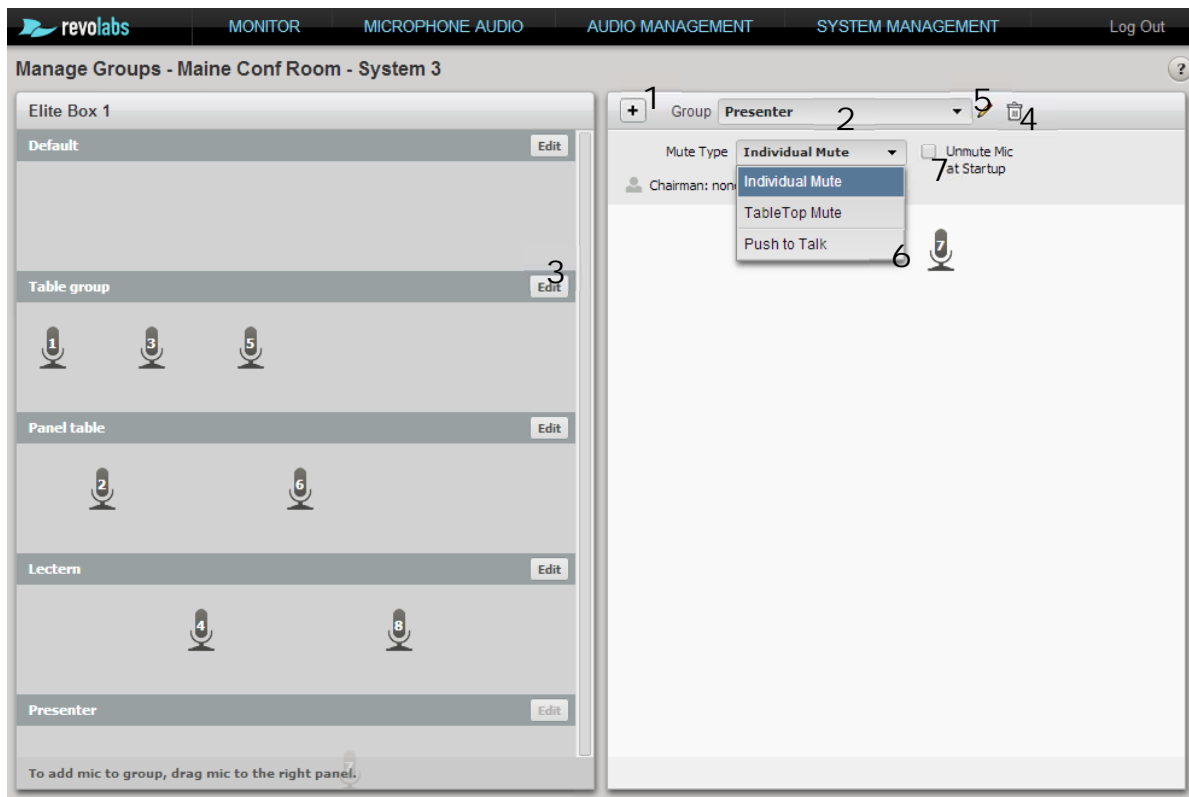 revolabs MONITOR MICROPHONE AUDIO AUDIO MANAGEMENT SYSTEM MANAGEMENT Log Out
Manage Groups - Maine Conf Room - System 3 ?
Elite Box 1
Default Edit
Table group Edit
3
1 3 5
Panel table Edit
2 6
Lectern Edit
4 8
Presenter Edit
7
To add mic to group, drag mic to the right panel.
+ 1 Group Presenter 2 5 4
Mute Type Individual Mute Unmute Mic
7 at Startup
Chairman: non
Individual Mute
TableTop Mute
Push to Talk
6 7